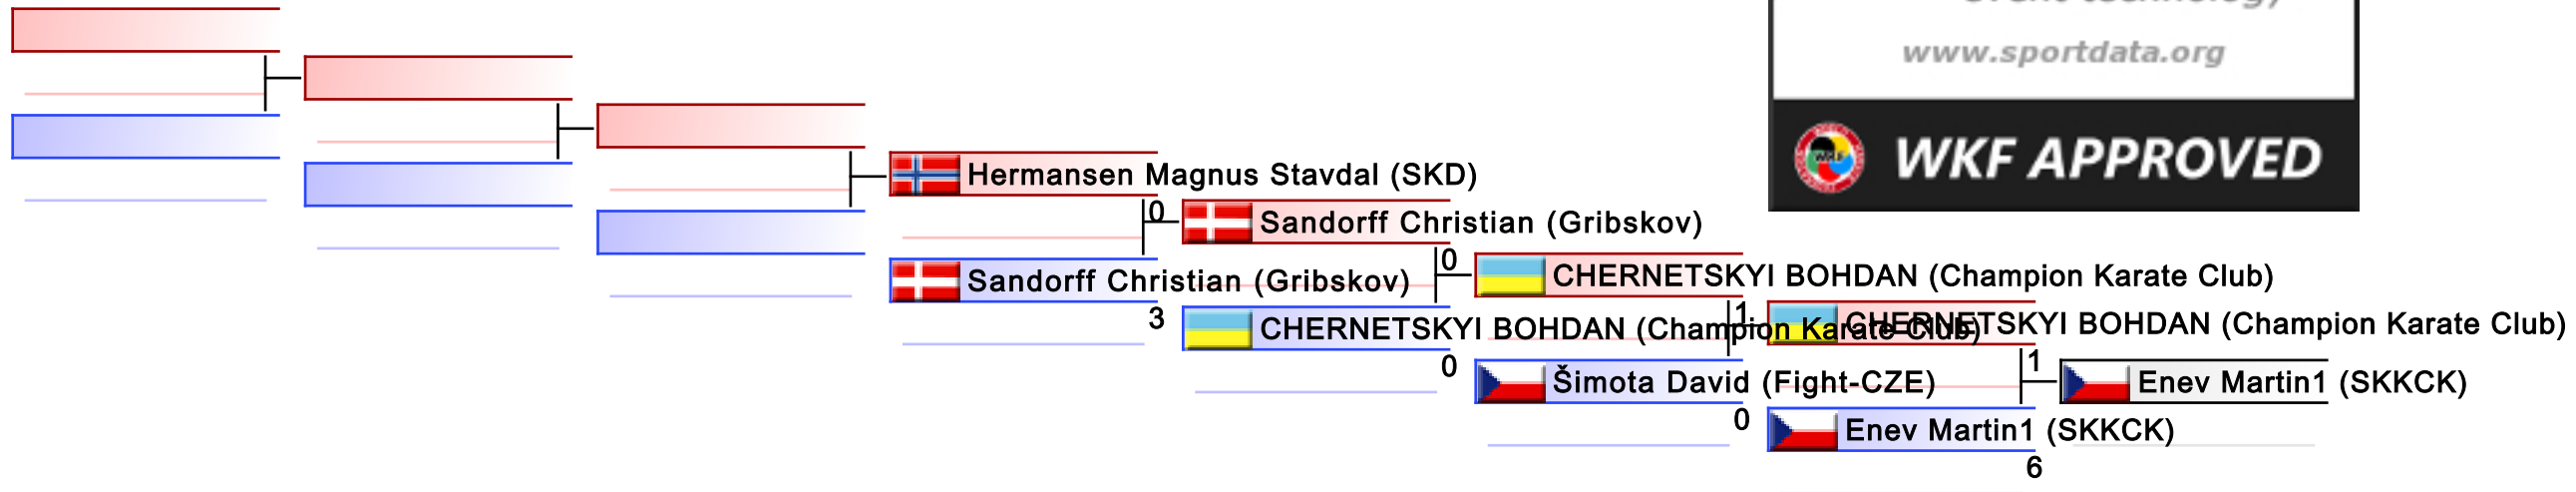 www.sportdata.org
WKF APPROVED
Hermansen Magnus Stavdal (SKD)
0
Sandorff Christian (Gribskov)
0
Sandorff Christian (Gribskov)
3
CHERNETSKYI BOHDAN (Champion Karate Club)
1
CHERNETSKYI BOHDAN (Champion Karate Club)
0
CHERNETSKYI BOHDAN (Champion Karate Club)
1
Šimota David (Fight-CZE)
0
Enev Martin1 (SKKCK)
Enev Martin1 (SKKCK)
6